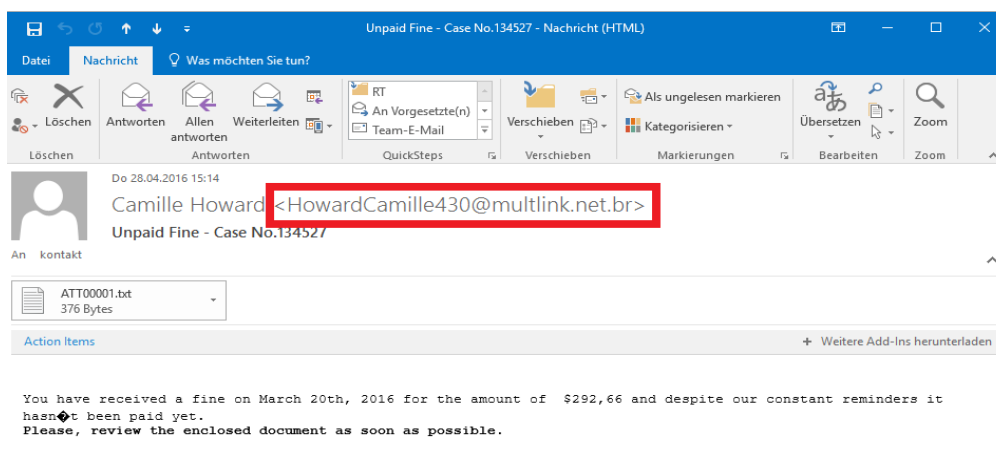 Unpaid Fine - Case No.134527 - Nachricht (HTML)
Datei Nachricht Was möchten Sie tun?
Löschen
Antworten
Allen
antworten
Weiterleiten
RT
An Vorgesetzte(n)
Team-E-Mail
Verschieben
Als ungelesen markieren
Kategorisieren
Übersetzen
Zoom
Löschen Antworten QuickSteps Verschieben Markierungen Bearbeiten Zoom
Do 28.04.2016 15:14
Camille Howard <HowardCamille430@multlink.net.br>
Unpaid Fine - Case No.134527
An kontakt
ATT00001.txt
376 Bytes
Action Items + Weitere Add-Ins herunterladen
You have received a fine on March 20th, 2016 for the amount of $292,66 and despite our constant reminders it
hasn�t been paid yet.
Please, review the enclosed document as soon as possible.